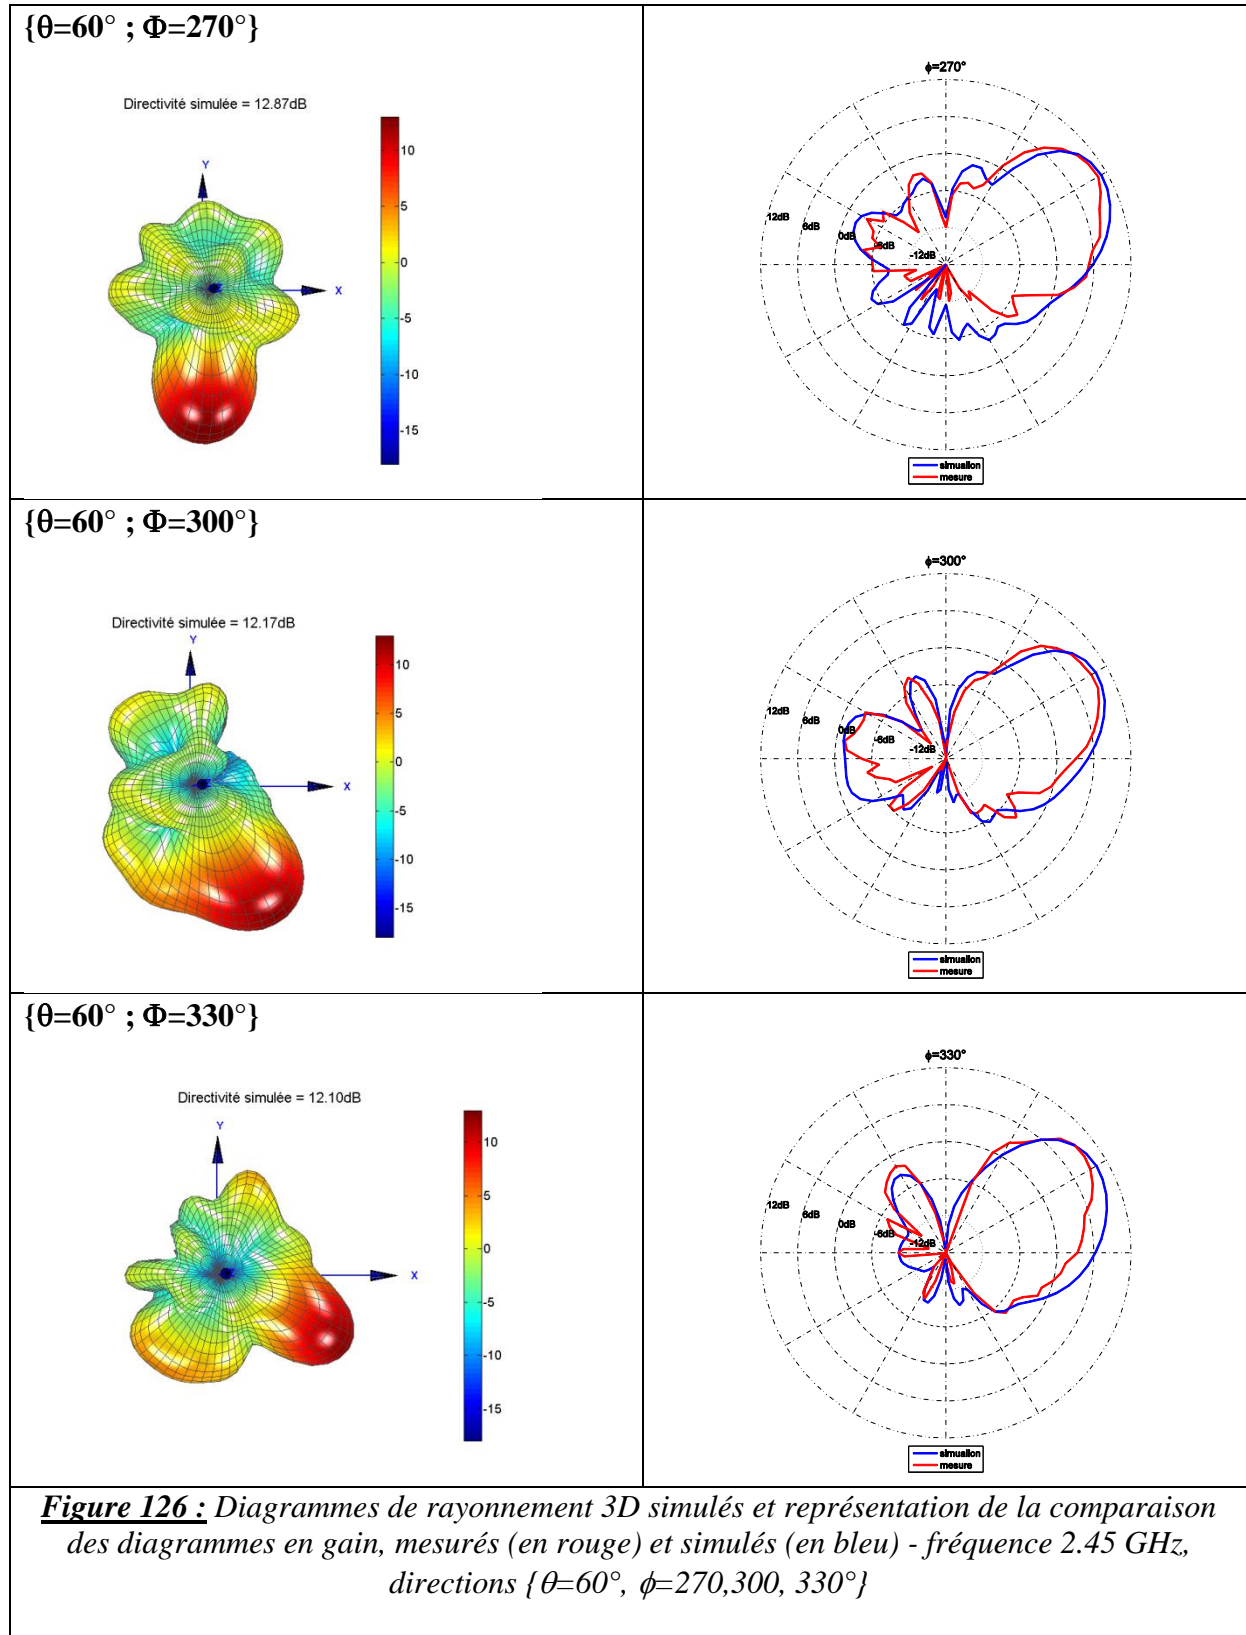 {θ=60° ; Φ=270°}
Directivité simulée = 12.87dB
Y
X
10
5
0
-5
-10
-15
ϕ=270°
12dB
6dB
0dB
-6dB
-12dB
simualion
mesure
{θ=60° ; Φ=300°}
Directivité simulée = 12.17dB
Y
X
10
5
0
-5
-10
-15
ϕ=300°
12dB
6dB
0dB
-6dB
-12dB
simualion
mesure
{θ=60° ; Φ=330°}
Directivité simulée = 12.10dB
Y
X
10
5
0
-5
-10
-15
ϕ=330°
12dB
6dB
0dB
-6dB
-12dB
simualion
mesure
Figure 126 : Diagrammes de rayonnement 3D simulés et représentation de la comparaison
des diagrammes en gain, mesurés (en rouge) et simulés (en bleu) - fréquence 2.45 GHz,
directions {θ=60°, ϕ=270,300, 330°}